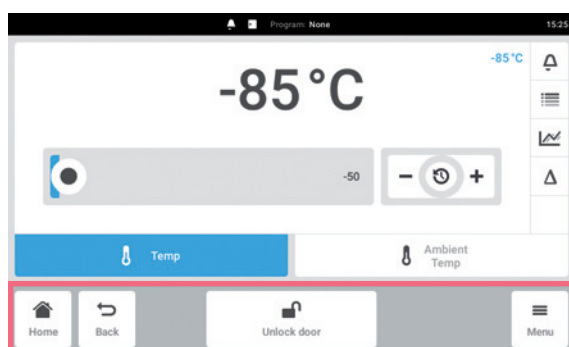 Program: None
15:25
-85°C
-85°C
-50
Temp
Ambient
Temp
Home
Back
Unlock door
Menu